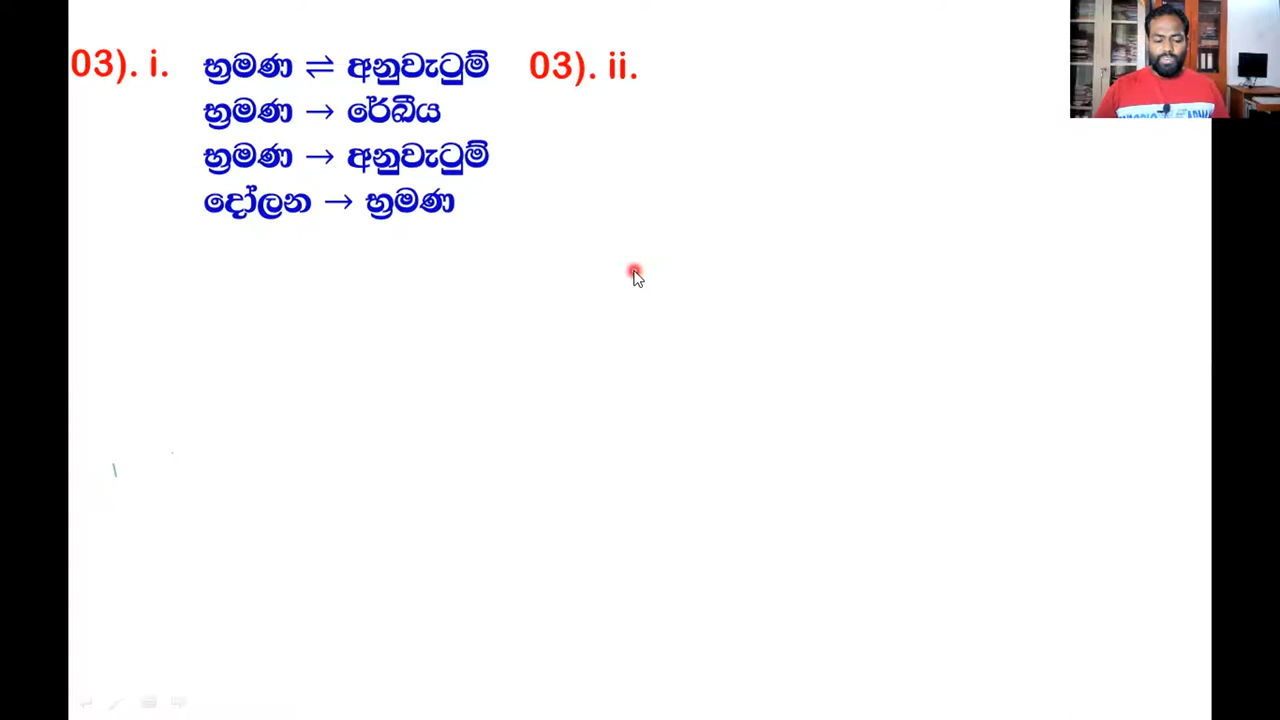 03). i. භ්‍රමණ ⇌ අනුවැටුම් 03). ii.
භ්‍රමණ → රේඛීය
භ්‍රමණ → අනුවැටුම්
දෝලන → භ්‍රමණ